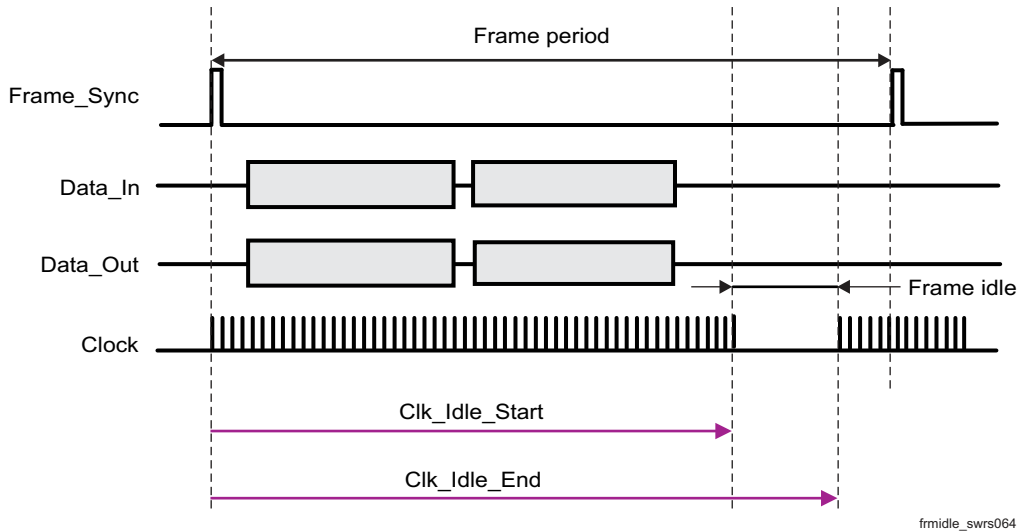 Frame period
Frame_Sync
Data_In
Data_Out
Frame idle
Clock
Clk_Idle_Start
Clk_Idle_End
frmidle_swrs064